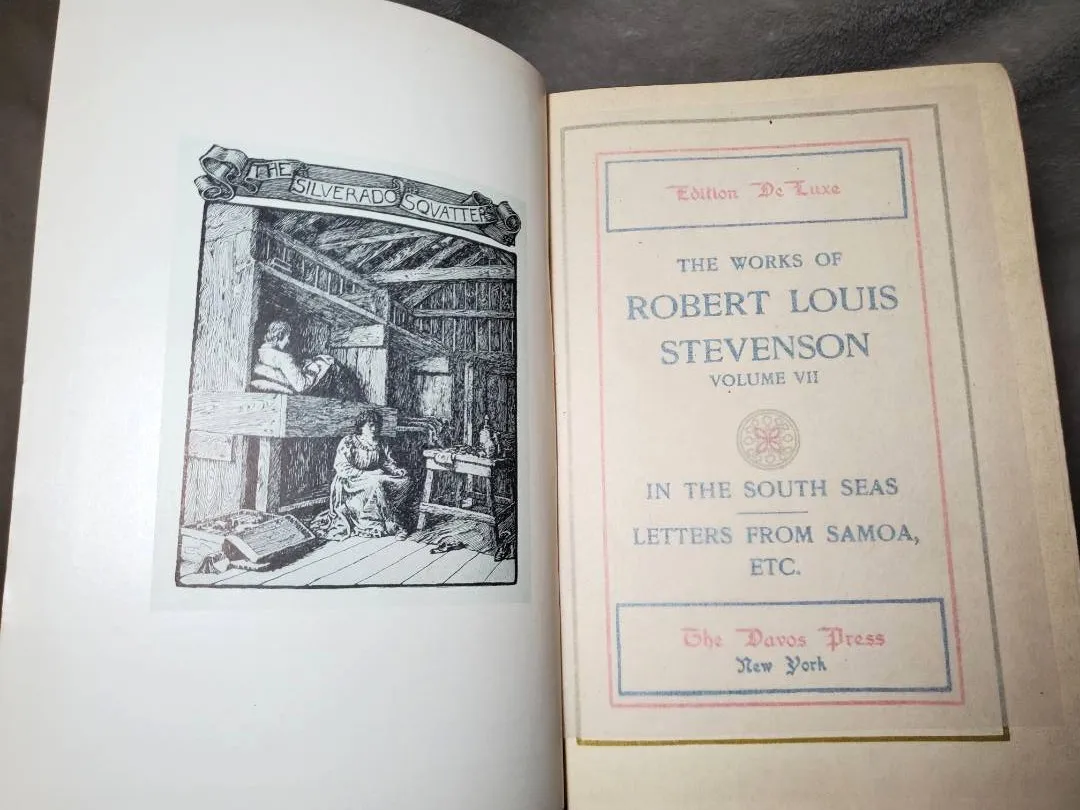 THE SILVERADO SQVATTERS
Edition De Luxe
THE WORKS OF
ROBERT LOUIS
STEVENSON
VOLUME VII
IN THE SOUTH SEAS
LETTERS FROM SAMOA,
ETC.
The Davos Press
New York